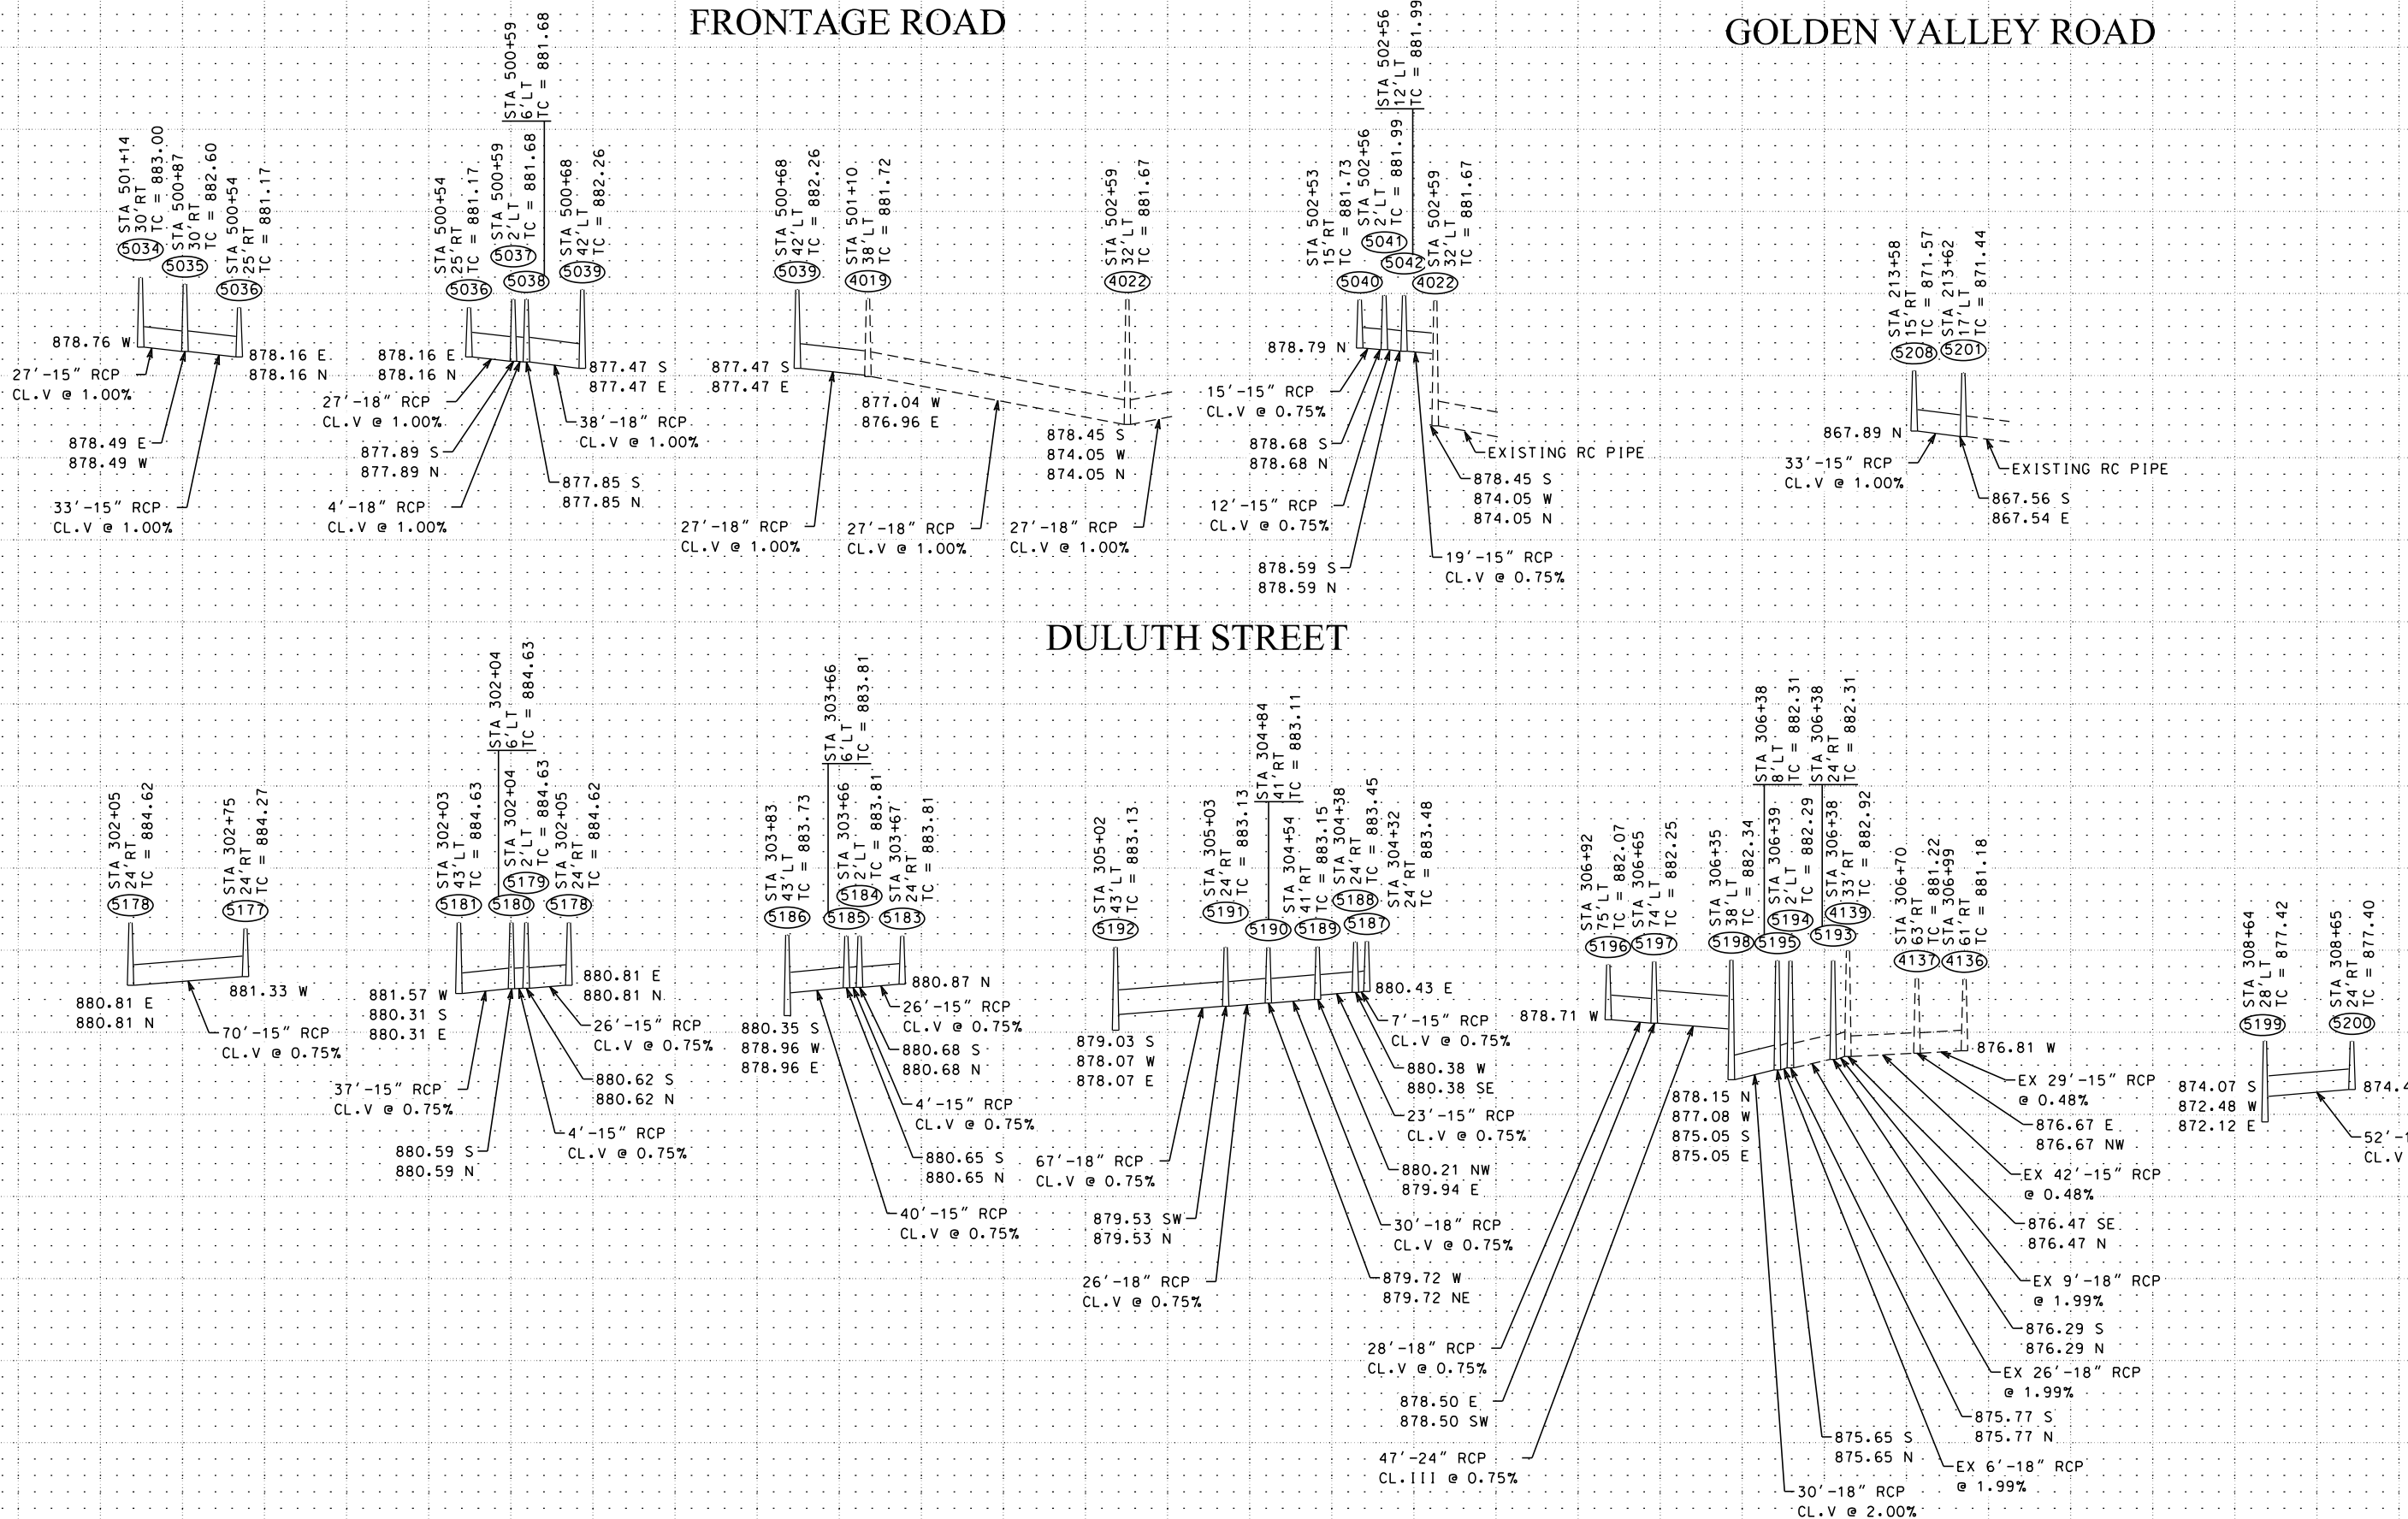 FRONTAGE ROAD
GOLDEN VALLEY ROAD
STA 501+14
30'RT
TC = 883.00
5034
STA 500+87
30'RT
TC = 882.60
5035
STA 500+54
25'RT
TC = 881.17
5036
878.76 W
27'-15" RCP
CL.V @ 1.00%
878.49 E
878.49 W
33'-15" RCP
CL.V @ 1.00%
878.16 E
878.16 N
STA 500+54
25'RT
TC = 881.17
5036
STA 500+59
2'LT
TC = 881.68
5037
STA 500+59
6'LT
TC = 881.68
5038
STA 500+68
42'LT
TC = 882.26
5039
878.16 E
878.16 N
27'-18" RCP
CL.V @ 1.00%
877.89 S
877.89 N
4'-18" RCP
CL.V @ 1.00%
877.47 S
877.47 E
38'-18" RCP
CL.V @ 1.00%
877.85 S
877.85 N
STA 500+68
42'LT
TC = 882.26
5039
STA 501+10
38'LT
TC = 881.72
4019
STA 502+59
32'LT
TC = 881.67
4022
877.47 S
877.47 E
877.04 W
876.96 E
878.45 S
874.05 W
874.05 N
27'-18" RCP
CL.V @ 1.00%
27'-18" RCP
CL.V @ 1.00%
27'-18" RCP
CL.V @ 1.00%
STA 502+53
15'RT
TC = 881.73
5040
STA 502+56
2'LT
TC = 881.99
5041
STA 502+56
12'LT
TC = 881.99
5042
STA 502+59
32'LT
TC = 881.67
4022
878.79 N
15'-15" RCP
CL.V @ 0.75%
878.68 S
878.68 N
12'-15" RCP
CL.V @ 0.75%
878.59 S
878.59 N
EXISTING RC PIPE
878.45 S
874.05 W
874.05 N
19'-15" RCP
CL.V @ 0.75%
STA 213+58
15'RT
TC = 871.57
5208
STA 213+62
17'LT
TC = 871.44
5201
867.89 N
33'-15" RCP
CL.V @ 1.00%
EXISTING RC PIPE
867.56 S
867.54 E
DULUTH STREET
STA 302+05
24'RT
TC = 884.62
5178
STA 302+75
24'RT
TC = 884.27
5177
880.81 E
880.81 N
881.33 W
70'-15" RCP
CL.V @ 0.75%
STA 302+03
43'LT
TC = 884.63
5181
STA 302+04
6'LT
TC = 884.63
5180
STA 302+04
2'LT
TC = 884.63
5179
STA 302+05
24'RT
TC = 884.62
5178
881.57 W
880.31 S
880.31 E
37'-15" RCP
CL.V @ 0.75%
880.59 S
880.59 N
880.81 E
880.81 N
26'-15" RCP
CL.V @ 0.75%
880.62 S
880.62 N
4'-15" RCP
CL.V @ 0.75%
STA 303+83
43'LT
TC = 883.73
5186
STA 303+66
6'LT
TC = 883.81
5185
STA 303+66
2'LT
TC = 883.81
5184
STA 303+67
24'RT
TC = 883.81
5183
880.35 S
878.96 W
878.96 E
880.87 N
26'-15" RCP
CL.V @ 0.75%
880.68 S
880.68 N
4'-15" RCP
CL.V @ 0.75%
880.65 S
880.65 N
40'-15" RCP
CL.V @ 0.75%
STA 305+02
43'LT
TC = 883.13
5192
STA 305+03
24'RT
TC = 883.13
5191
STA 304+84
41'RT
TC = 883.11
5190
STA 304+54
41'RT
TC = 883.15
5189
STA 304+38
24'RT
TC = 883.45
5188
STA 304+32
24'RT
TC = 883.48
5187
879.03 S
878.07 W
878.07 E
67'-18" RCP
CL.V @ 0.75%
879.53 SW
879.53 N
26'-18" RCP
CL.V @ 0.75%
880.43 E
7'-15" RCP
CL.V @ 0.75%
880.38 W
880.38 SE
23'-15" RCP
CL.V @ 0.75%
880.21 NW
879.94 E
30'-18" RCP
CL.V @ 0.75%
879.72 W
879.72 NE
STA 306+92
75'LT
TC = 882.07
5196
STA 306+65
74'LT
TC = 882.25
5197
STA 306+35
38'LT
TC = 882.34
5198
STA 306+38
8'LT
TC = 882.31
5195
STA 306+39
2'LT
TC = 882.29
5194
STA 306+38
24'RT
TC = 882.31
5193
STA 306+38
33'RT
TC = 882.92
4139
STA 306+70
63'RT
TC = 881.22
4137
STA 306+99
61'RT
TC = 881.18
4136
878.71 W
28'-18" RCP
CL.V @ 0.75%
878.50 E
878.50 SW
47'-24" RCP
CL.III @ 0.75%
878.15 N
877.08 W
875.05 S
875.05 E
876.81 W
EX 29'-15" RCP
@ 0.48%
876.67 E
876.67 NW
EX 42'-15" RCP
@ 0.48%
876.47 SE
876.47 N
EX 9'-18" RCP
@ 1.99%
876.29 S
876.29 N
EX 26'-18" RCP
@ 1.99%
875.77 S
875.77 N
EX 6'-18" RCP
@ 1.99%
875.65 S
875.65 N
30'-18" RCP
CL.V @ 2.00%
STA 308+64
28'LT
TC = 877.42
5199
STA 308+65
24'RT
TC = 877.40
5200
874.07 S
872.48 W
872.12 E
874.4
52'-1
CL.V